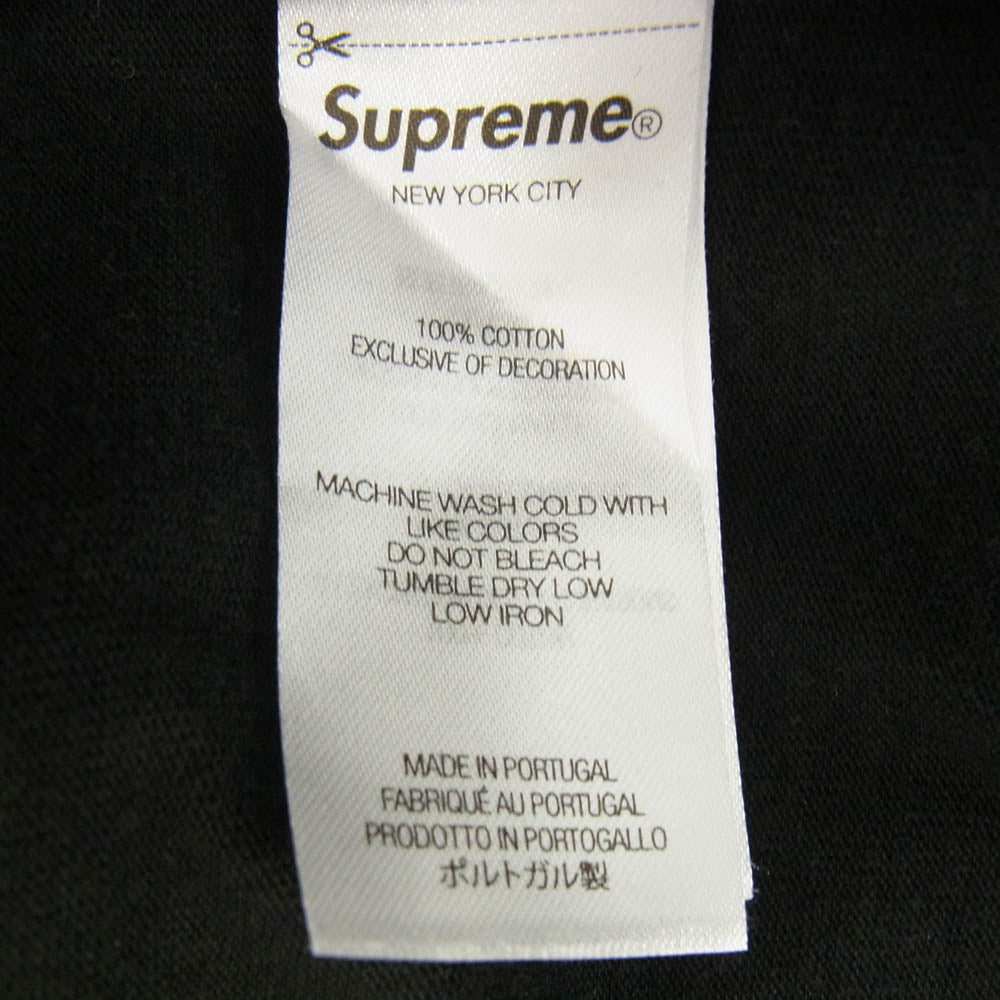 Supreme®
NEW YORK CITY
100% COTTON
EXCLUSIVE OF DECORATION
MACHINE WASH COLD WITH
LIKE COLORS
DO NOT BLEACH
TUMBLE DRY LOW
LOW IRON
MADE IN PORTUGAL
FABRIQUÉ AU PORTUGAL
PRODOTTO IN PORTOGALLO
ポルトガル製